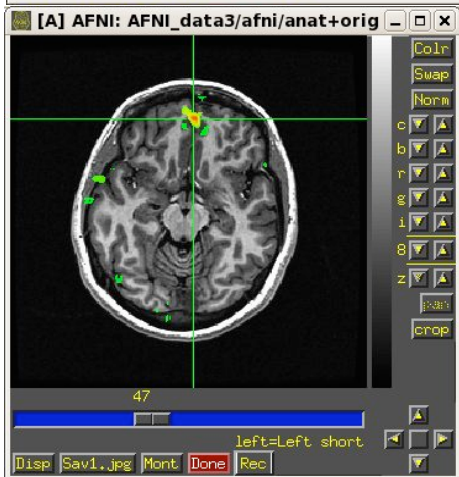 [A] AFNI: AFNI_data3/afni/anat+orig
Colr
Swap
Norm
c
b
r
g
i
8
z
pan
crop
47
left=Left short
Disp Sav1.jpg Mont Done Rec